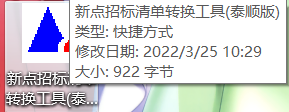 新点招标清单转换工具(泰顺版)
类型: 快捷方式
修改日期: 2022/3/25 10:29
大小: 922 字节
新点招标清
转换工具(泰...